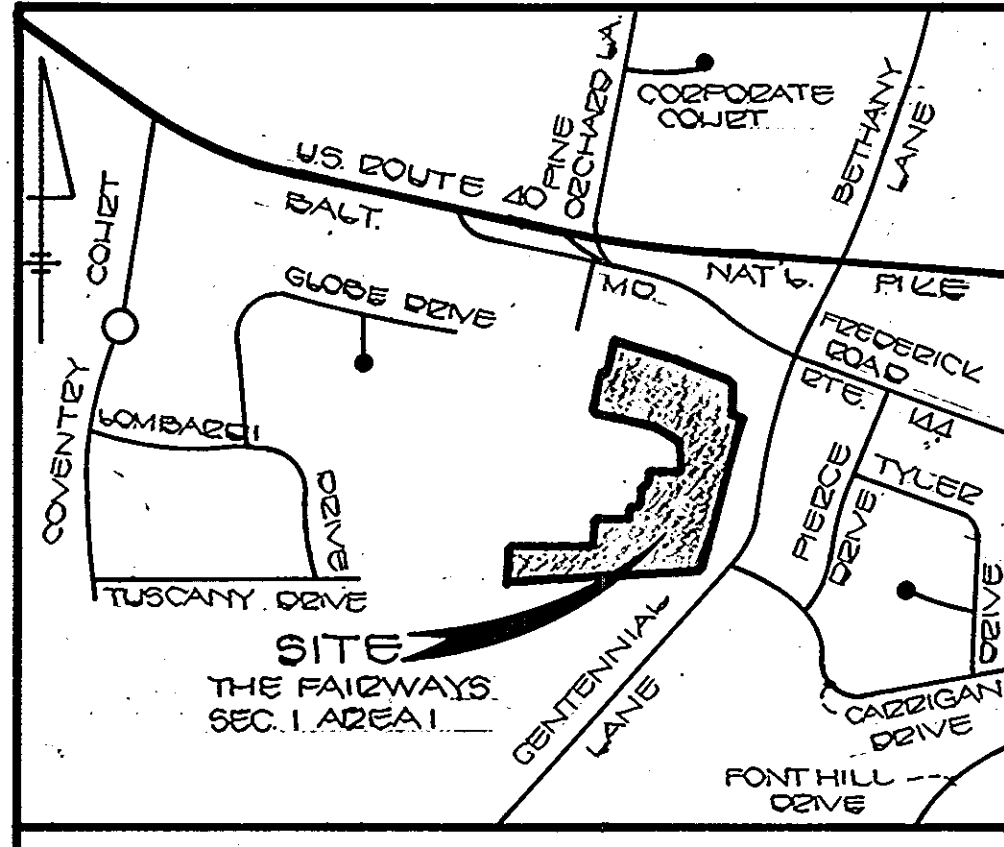 PINE
ORCHARD LA.
CORPORATE
COURT
BETHANY
LANE
U.S. ROUTE 40
BALT. NAT'L. PIKE
COURT
GLOBE DRIVE
MD.
FREDERICK
ROAD
RTE. 144
COVENTRY
LOMBARDI
DRIVE
PIERCE
DRIVE
TYLER
DRIVE
TUSCANY DRIVE
SITE
THE FAIRWAYS
SEC. 1 AREA 1
CENTENNIAL
LANE
CARRIGAN
DRIVE
FONT HILL
DRIVE